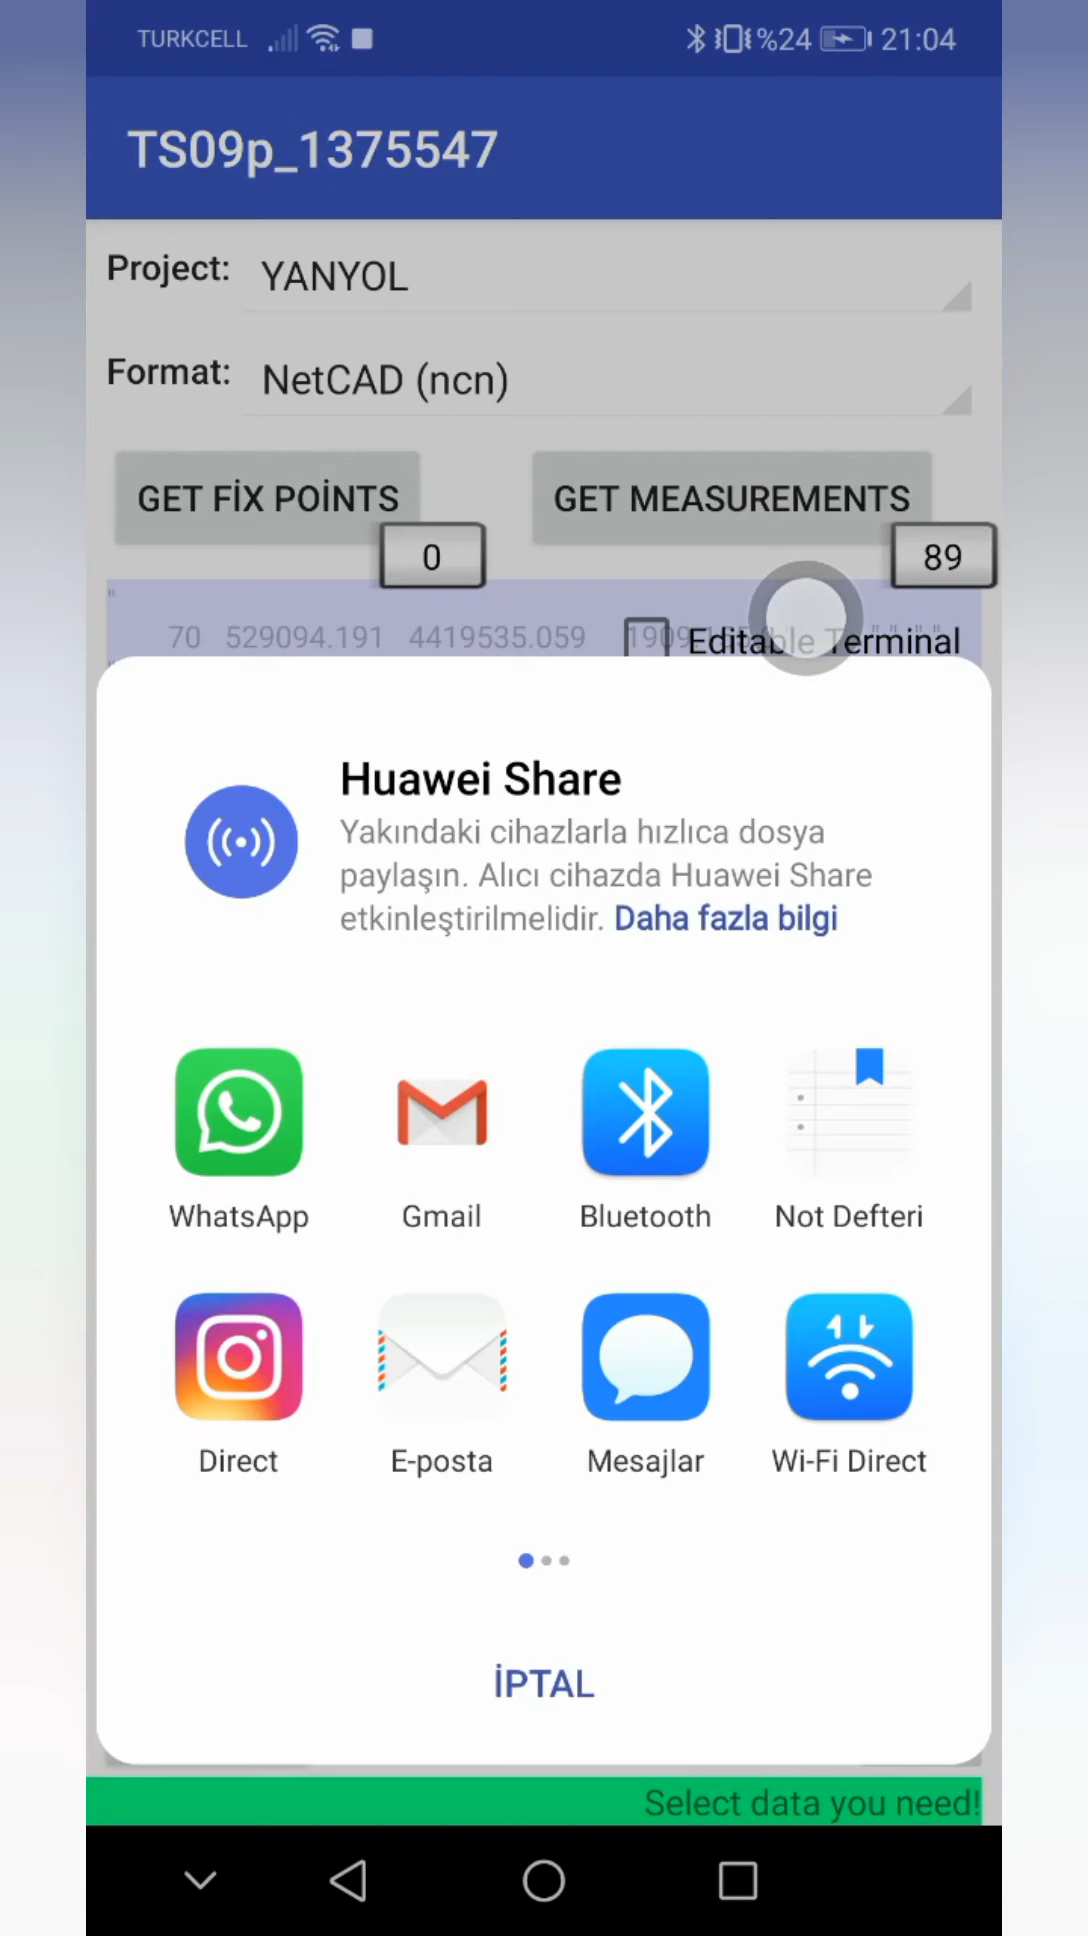 TURKCELL %24 21:04
TS09p_1375547
Project: YANYOL
Format: NetCAD (ncn)
GET FİX POİNTS GET MEASUREMENTS
0 89
70 529094.191 4419535.059
Editable Terminal
Huawei Share
Yakındaki cihazlarla hızlıca dosya
paylaşın. Alıcı cihazda Huawei Share
etkinleştirilmelidir. Daha fazla bilgi
WhatsApp Gmail Bluetooth Not Defteri
Direct E-posta Mesajlar Wi-Fi Direct
İPTAL
Select data you need!